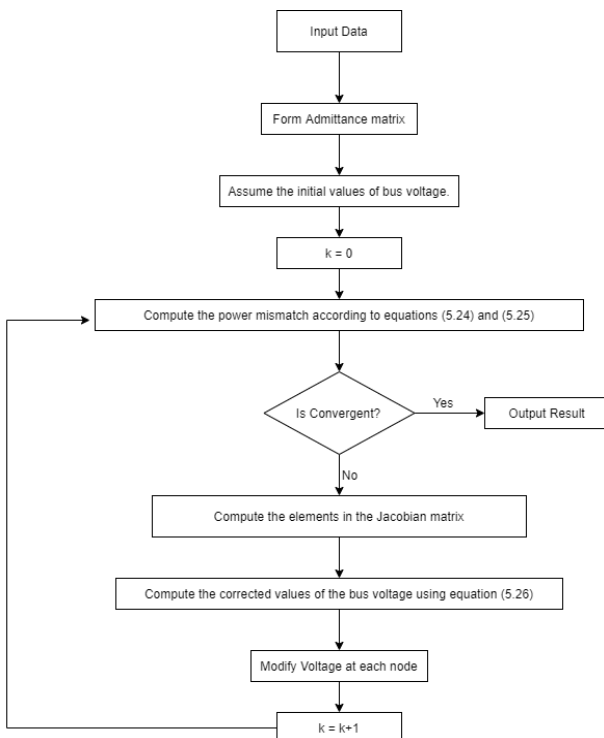 Input Data
Form Admittance matrix
Assume the initial values of bus voltage.
k = 0
Compute the power mismatch according to equations (5.24) and (5.25)
Is Convergent?
Yes
Output Result
No
Compute the elements in the Jacobian matrix
Compute the corrected values of the bus voltage using equation (5.26)
Modify Voltage at each node
k = k+1